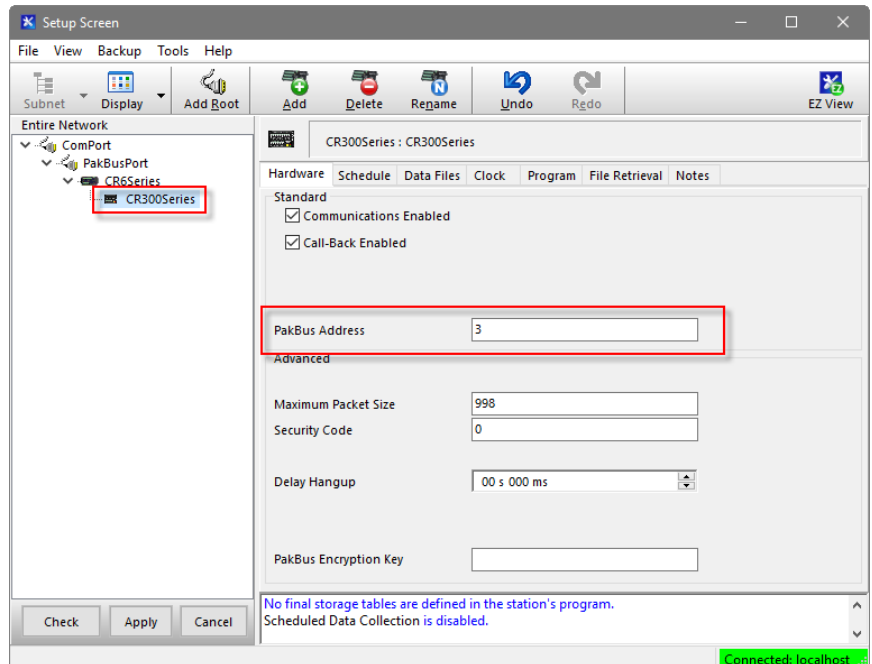 Setup Screen
File View Backup Tools Help
Subnet Display Add Root Add Delete Rename Undo Redo EZ View
Entire Network
ComPort
PakBusPort
CR6Series
CR300Series
CR300Series : CR300Series
Hardware Schedule Data Files Clock Program File Retrieval Notes
Standard
Communications Enabled
Call-Back Enabled
PakBus Address 3
Advanced
Maximum Packet Size 998
Security Code 0
Delay Hangup 00 s 000 ms
PakBus Encryption Key
No final storage tables are defined in the station's program.
Scheduled Data Collection is disabled.
Check Apply Cancel
Connected: localhost